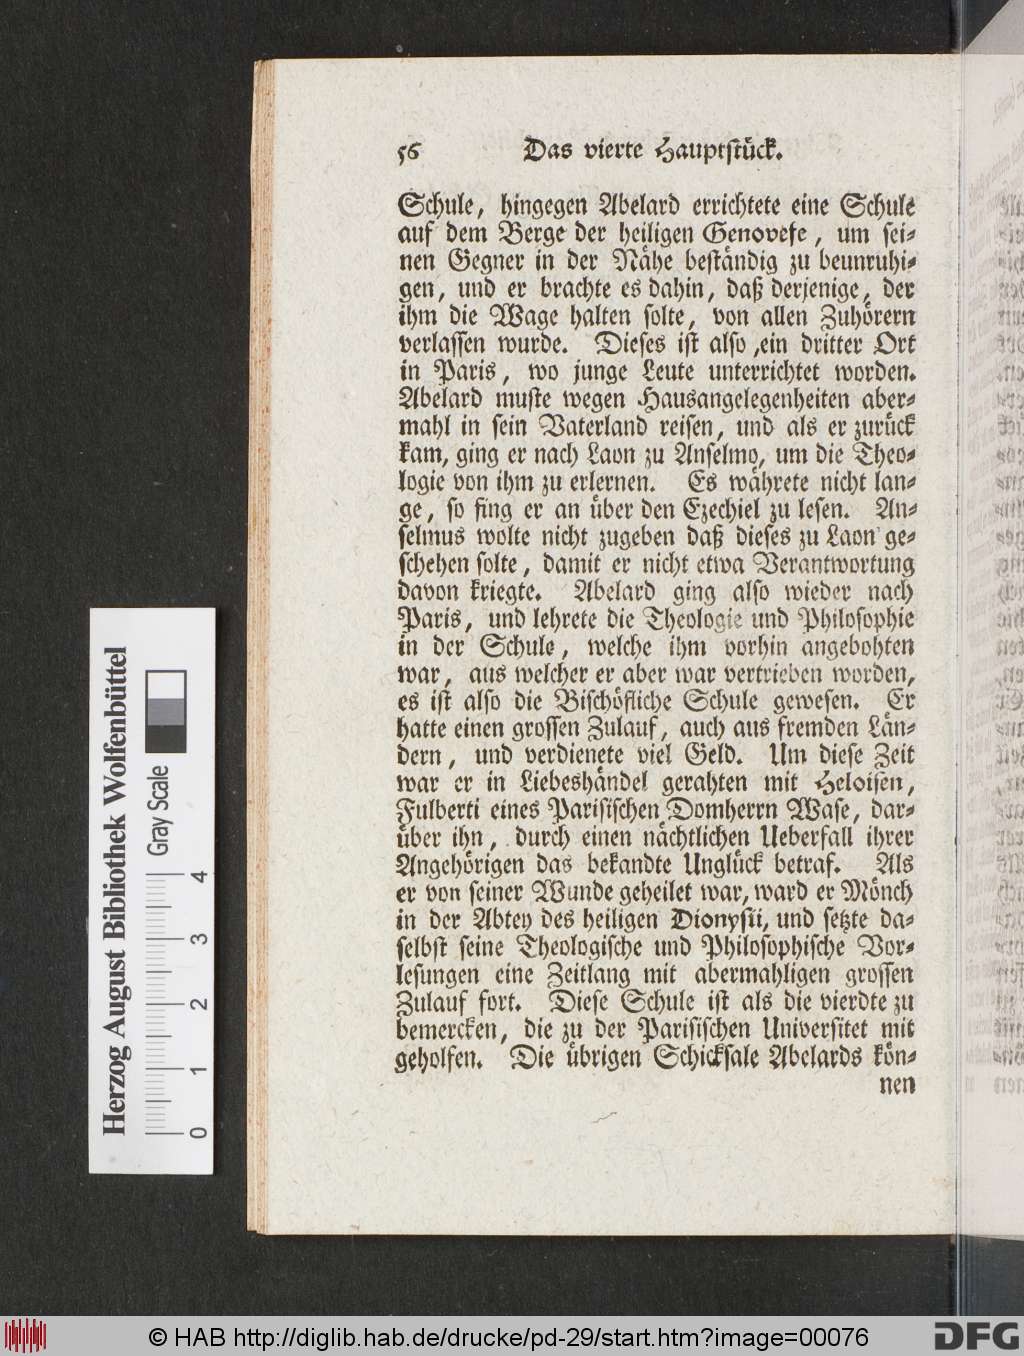 56 Das vierte Hauptstück.
Schule, hingegen Abelard errichtete eine Schule
auf dem Berge der heiligen Genovefe, um sei-
nen Gegner in der Nähe beständig zu beunruhi-
gen, und er brachte es dahin, daß derjenige, der
ihm die Wage halten solte, von allen Zuhörern
verlassen wurde. Dieses ist also ,ein dritter Ort
in Paris, wo junge Leute unterrichtet worden.
Abelard muste wegen Hausangelegenheiten aber-
mahl in sein Vaterland reisen, und als er zurück
kam, ging er nach Laon zu Anselmo, um die Theo-
logie von ihm zu erlernen. Es währete nicht lan-
ge, so fing er an über den Ezechiel zu lesen. An-
selmus wolte nicht zugeben daß dieses zu Laon ge-
schehen solte, damit er nicht etwa Verantwortung
davon kriegte. Abelard ging also wieder nach
Paris, und lehrete die Theologie und Philosophie
in der Schule, welche ihm vorhin angebohten
war, aus welcher er aber war vertrieben worden,
es ist also die Bischöfliche Schule gewesen. Er
hatte einen grossen Zulauf, auch aus fremden Län-
dern, und verdienete viel Geld. Um diese Zeit
war er in Liebeshändel gerahten mit Heloisen,
Fulberti eines Parisischen Domherrn Wase, dar-
über ihn, durch einen nächtlichen Ueberfall ihrer
Angehörigen das bekandte Unglück betraf. Als
er von seiner Wunde geheilet war, ward er Mönch
in der Abtey des heiligen Dionysii, und setzte da-
selbst seine Theologische und Philosophische Vor-
lesungen eine Zeitlang mit abermahligen grossen
Zulauf fort. Diese Schule ist als die vierdte zu
bemercken, die zu der Parisischen Universitet mit
geholfen. Die übrigen Schicksale Abelards kön-
nen
Herzog August Bibliothek Wolfenbüttel
Gray Scale
0 1 2 3 4
© HAB http://diglib.hab.de/drucke/pd-29/start.htm?image=00076
DFG